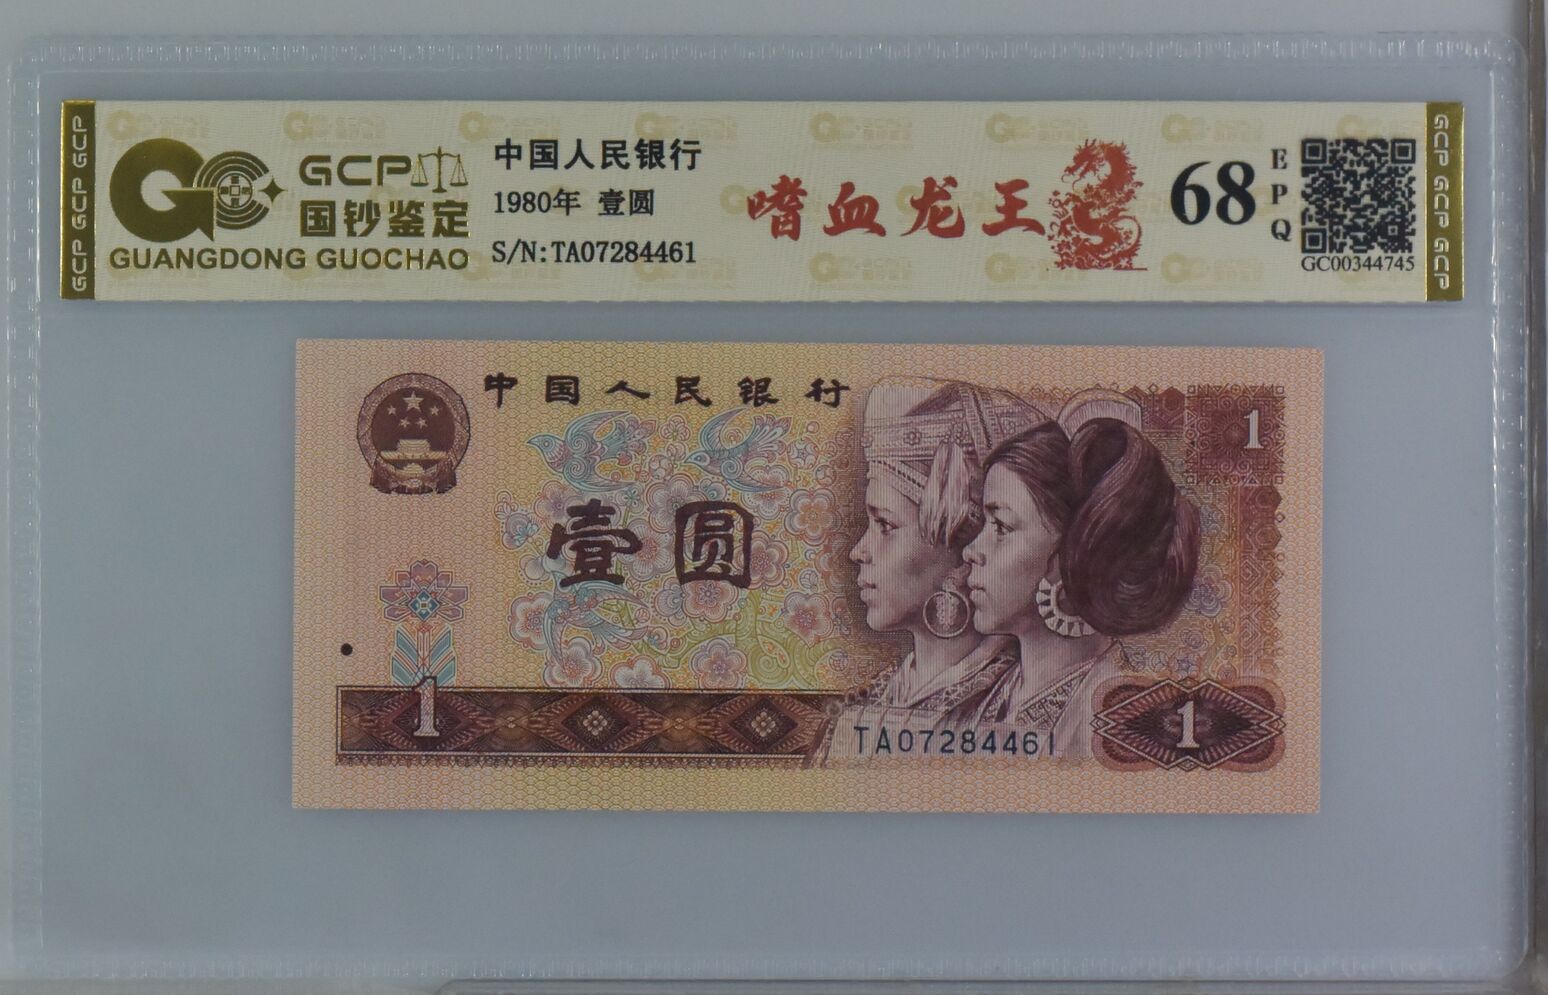 GCP GCP GCP
GCP
国钞鉴定
GUANGDONG GUOCHAO
中国人民银行
1980年 壹圆
S/N:TA07284461
嗜血龙王
68
EPQ
GC00344745
GCP GCP GCP
中国人民银行
1
壹圆
1
TA07284461
1